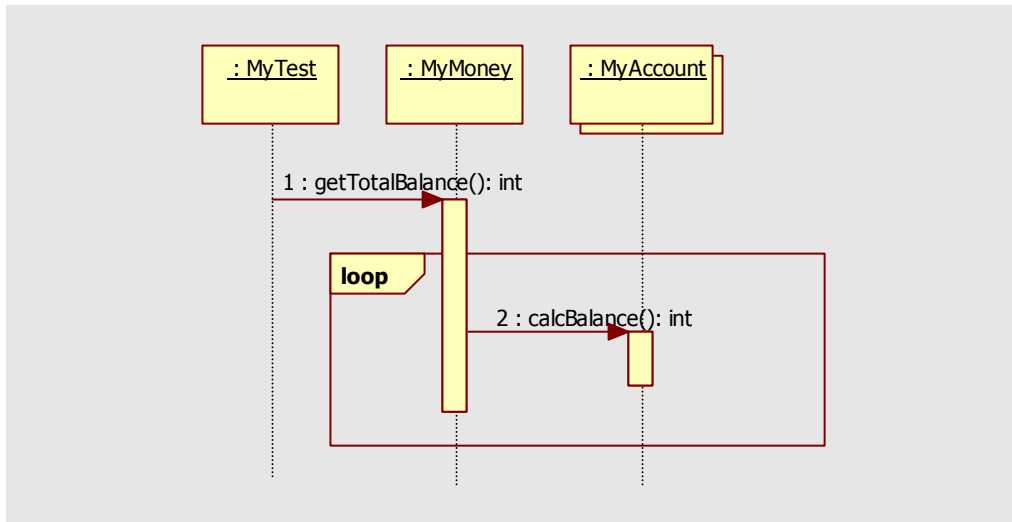 : MyTest
: MyMoney
: MyAccount
1 : getTotalBalance(): int
loop
2 : calcBalance(): int